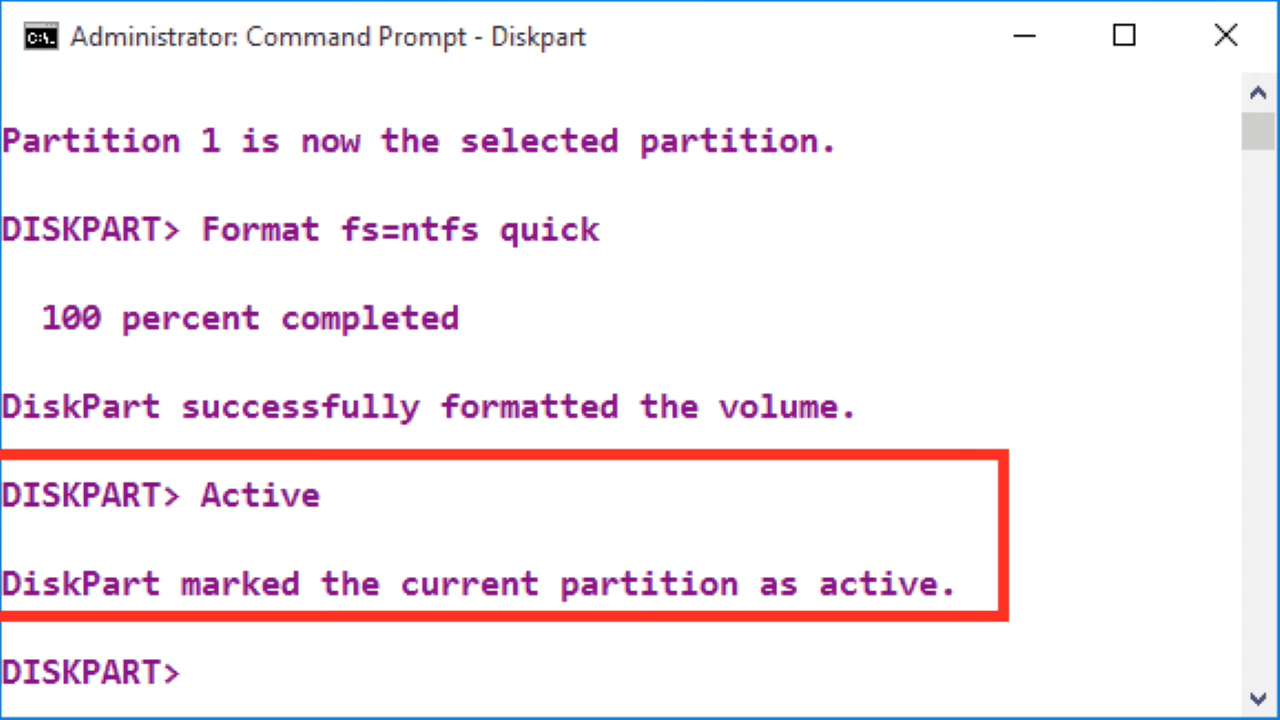 Administrator: Command Prompt - Diskpart
Partition 1 is now the selected partition.
DISKPART> Format fs=ntfs quick
100 percent completed
DiskPart successfully formatted the volume.
DISKPART> Active
DiskPart marked the current partition as active.
DISKPART>